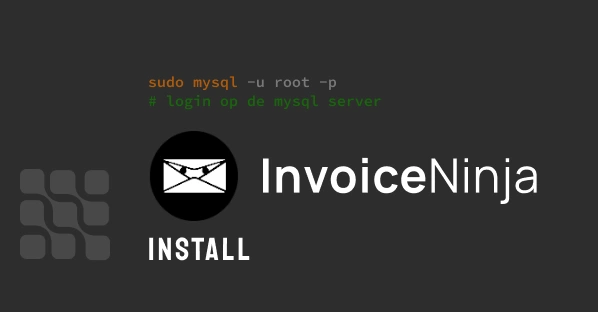 sudo mysql -u root -p
# login op de mysql server
InvoiceNinja
INSTALL